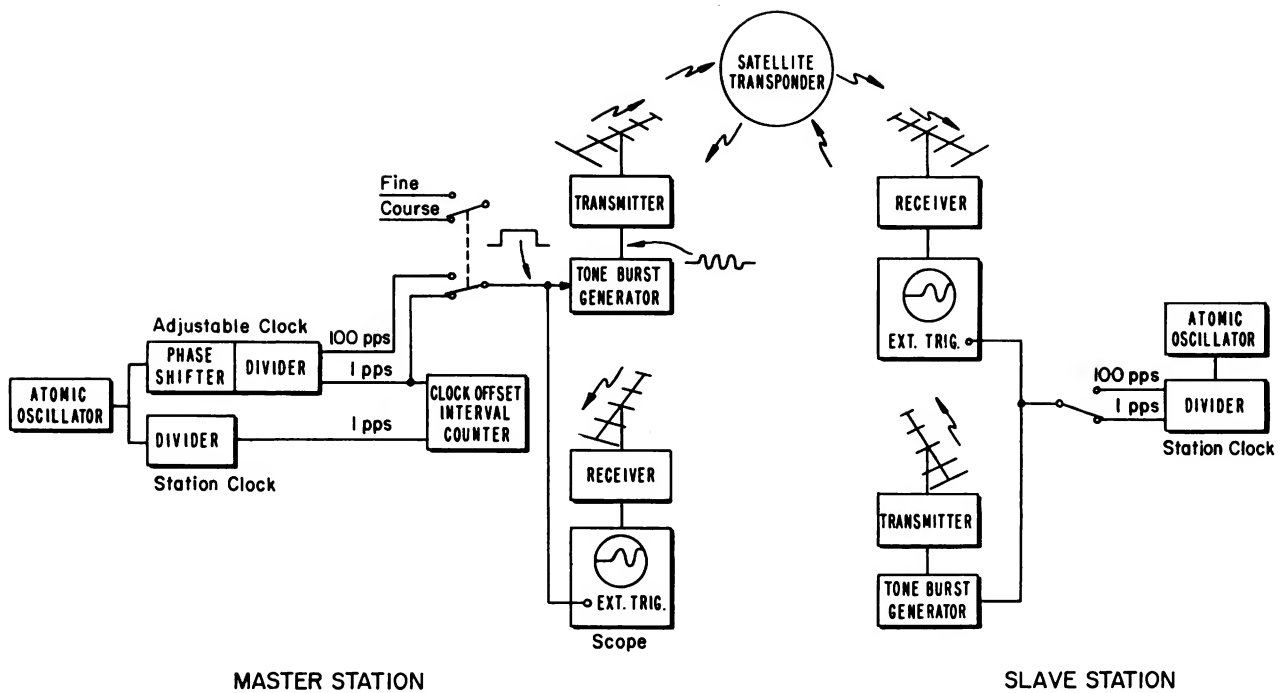 SATELLITE
TRANSPONDER
Fine
Course
TRANSMITTER
TONE BURST
GENERATOR
Adjustable Clock
PHASE
SHIFTER
DIVIDER
100 pps
1 pps
ATOMIC
OSCILLATOR
DIVIDER
1 pps
Station Clock
CLOCK OFFSET
INTERVAL
COUNTER
RECEIVER
EXT. TRIG.
Scope
MASTER STATION
RECEIVER
EXT. TRIG.
ATOMIC
OSCILLATOR
100 pps
1 pps
DIVIDER
Station Clock
TRANSMITTER
TONE BURST
GENERATOR
SLAVE STATION